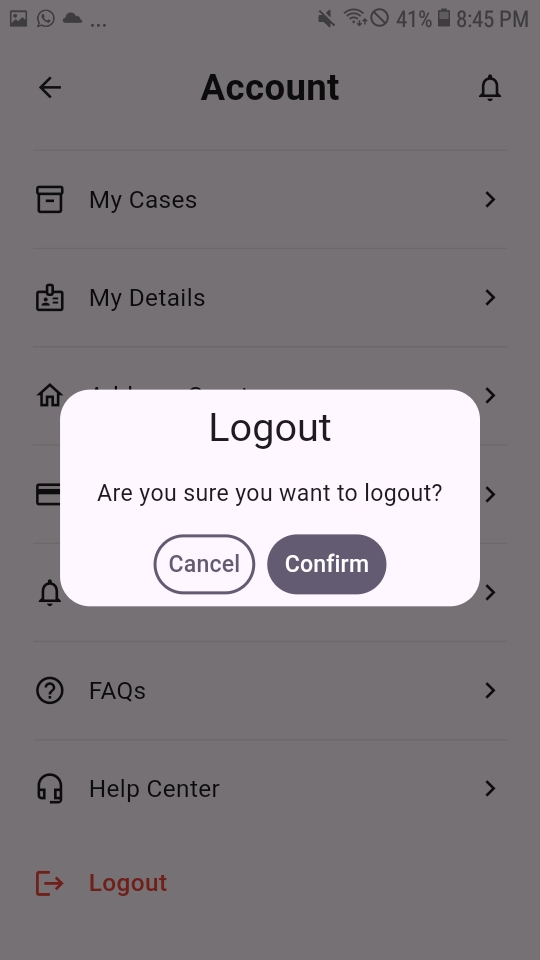 ... 41% 8:45 PM
Account
My Cases
My Details
Logout
Are you sure you want to logout?
Cancel Confirm
FAQs
Help Center
Logout